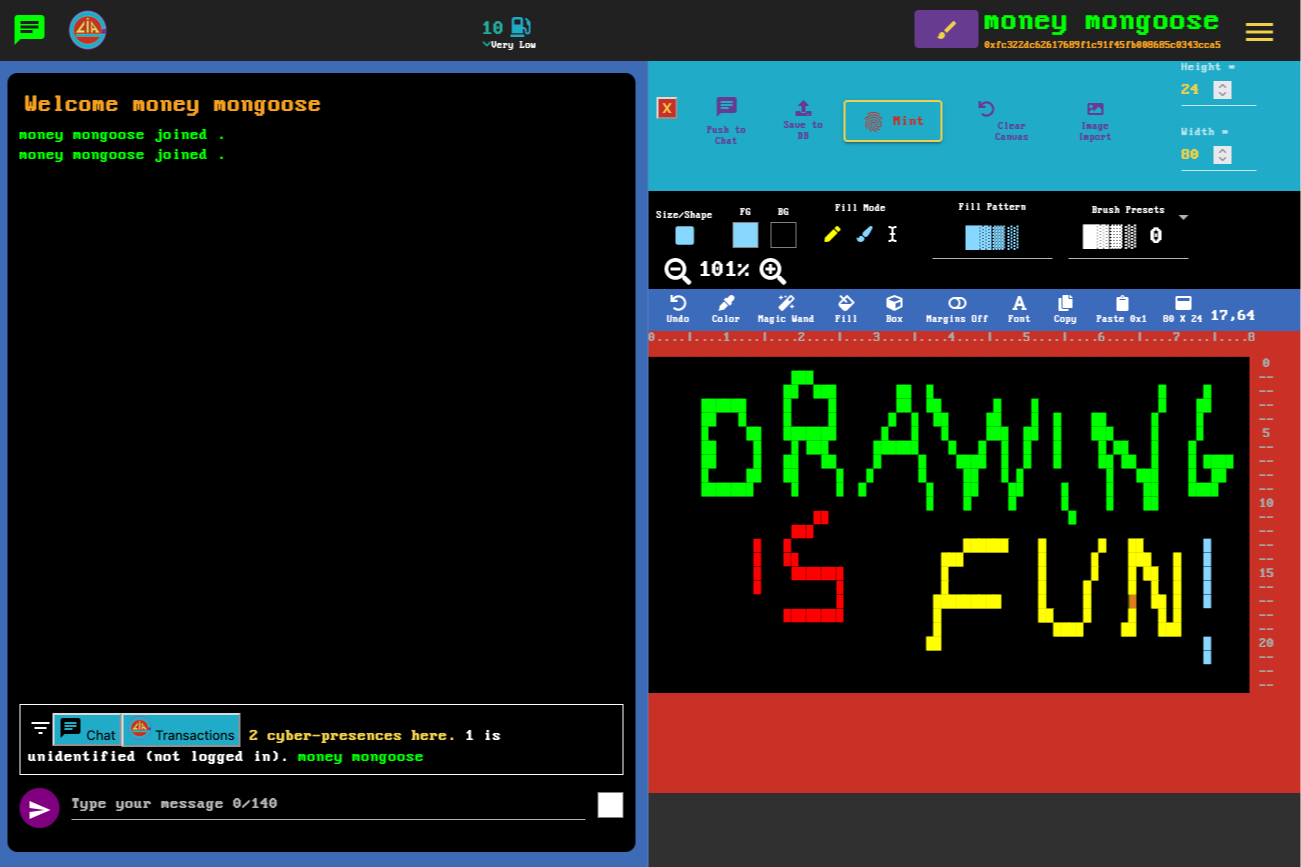 ZIA
10
Very Low
money mongoose
0xfc322dc62617689f1c91f45fb008685c0343cca5
Welcome money mongoose
money mongoose joined .
money mongoose joined .
Chat
Transactions
2 cyber-presences here. 1 is
unidentified (not logged in). money mongoose
Type your message 0/140
X
Push to
Chat
Save to
DB
Mint
Clear
Canvas
Image
Import
Height =
24
Width =
80
Size/Shape
FG
BG
Fill Mode
Fill Pattern
Brush Presets
0
101%
Undo
Color
Magic Wand
Fill
Box
Margins Off
Font
Copy
Paste 0x1
80 X 24
17,64
0....|....1....|....2....|....3....|....4....|....5....|....6....|....7....|....8
DRAWING
IS FUN!
0
--
--
--
--
5
--
--
--
--
10
--
--
--
--
15
--
--
--
--
20
--
--
--